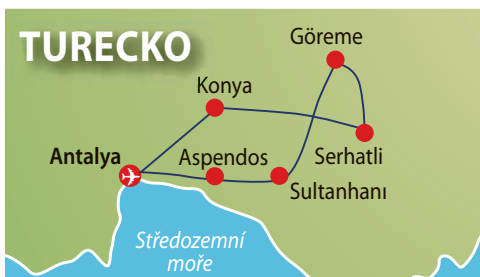 TURECKO
Göreme
Konya
Antalya
Aspendos
Serhatli
Sultanhanı
Středozemní
moře